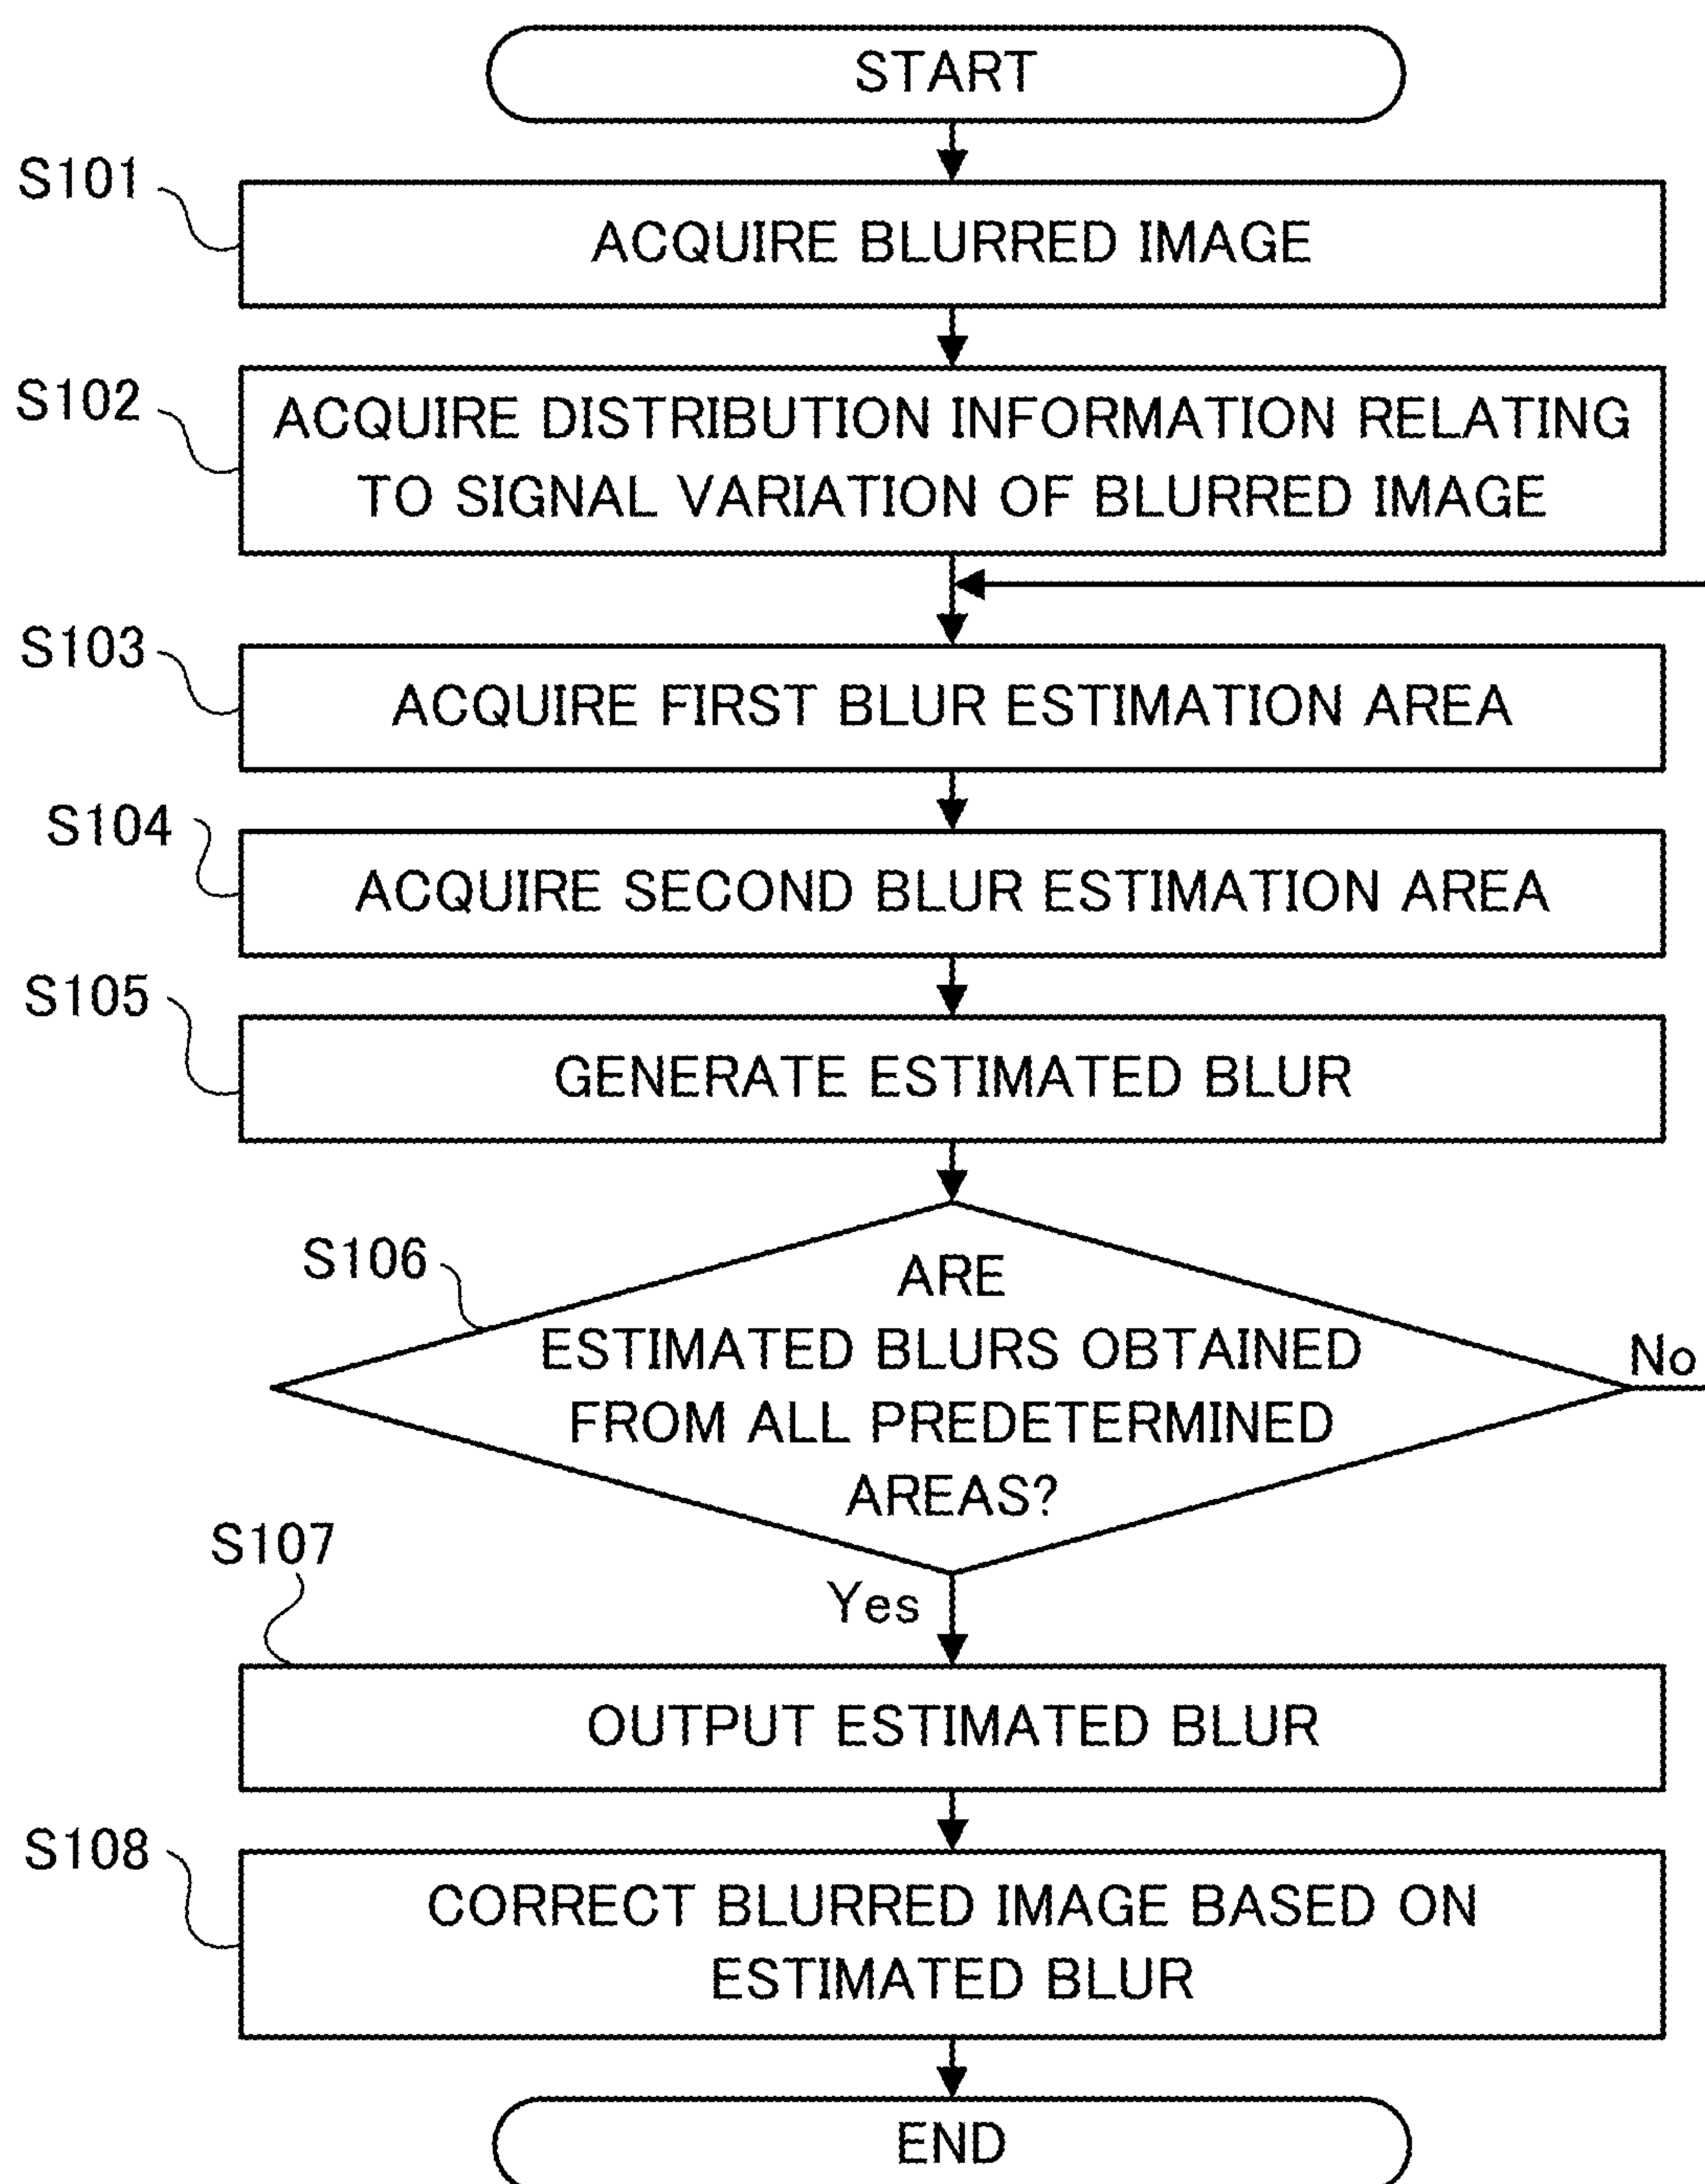 START
S101
ACQUIRE BLURRED IMAGE
S102
ACQUIRE DISTRIBUTION INFORMATION RELATING
TO SIGNAL VARIATION OF BLURRED IMAGE
S103
ACQUIRE FIRST BLUR ESTIMATION AREA
S104
ACQUIRE SECOND BLUR ESTIMATION AREA
S105
GENERATE ESTIMATED BLUR
S106
ARE
ESTIMATED BLURS OBTAINED
FROM ALL PREDETERMINED
AREAS?
No
Yes
S107
OUTPUT ESTIMATED BLUR
S108
CORRECT BLURRED IMAGE BASED ON
ESTIMATED BLUR
END